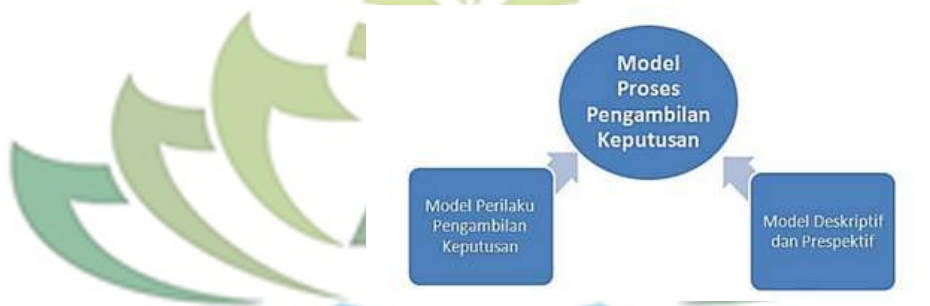 Model
Proses
Pengambilan
Keputusan
Model Perilaku
Pengambilan
Keputusan
Model Deskriptif
dan Prespektif